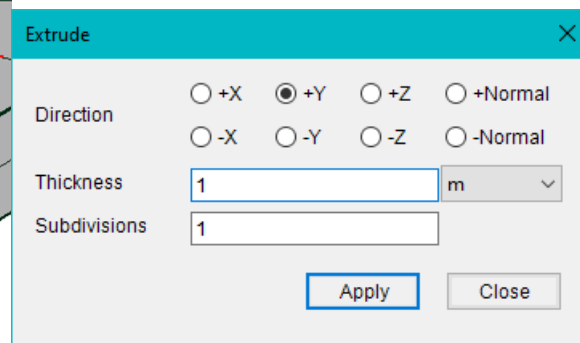 Extrude
Direction
+X +Y +Z +Normal
-X -Y -Z -Normal
Thickness 1 m
Subdivisions 1
Apply Close